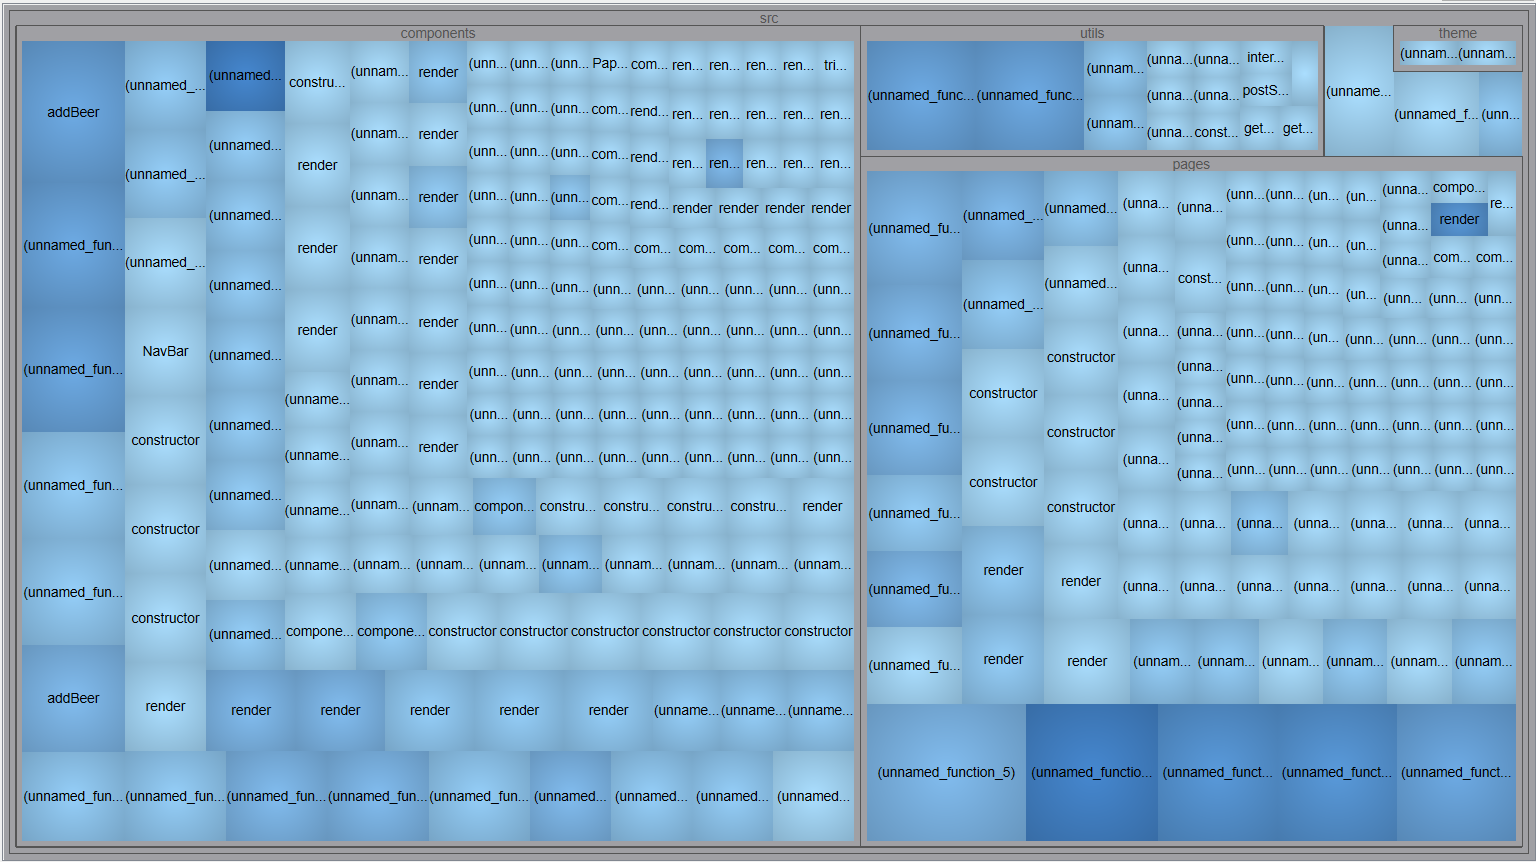 src
components
addBeer
(unnamed_fun...
(unnamed_fun...
(unnamed_fun...
(unnamed_fun...
addBeer
(unnamed_...
(unnamed_...
(unnamed_...
NavBar
constructor
constructor
constructor
render
(unnamed...
(unnamed...
(unnamed...
(unnamed...
(unnamed...
(unnamed...
(unnamed...
(unnamed...
(unnamed...
constru...
render
render
render
(unname...
(unname...
(unname...
(unname...
(unnam...
(unnam...
(unnam...
(unnam...
(unnam...
(unnam...
(unnam...
(unnam...
render
render
render
render
render
render
render
(unn... (unn... (unn... Pap... com... ren... ren... ren... ren... tri...
(unn... (unn... (unn... com... rend... ren... ren... ren... ren... ren...
(unn... (unn... (unn... com... rend... ren... ren... ren... ren... ren...
(unn... (unn... (unn... com... rend... render render render render
(unn... (unn... (unn... com... com... com... com... com... com...
(unn... (unn... (unn... (unn... (unn... (unn... (unn... (unn... (unn...
(unn... (unn... (unn... (unn... (unn... (unn... (unn... (unn... (unn...
(unn... (unn... (unn... (unn... (unn... (unn... (unn... (unn... (unn...
(unn... (unn... (unn... (unn... (unn... (unn... (unn... (unn... (unn...
(unn... (unn... (unn... (unn... (unn... (unn... (unn... (unn... (unn...
(unnam... compon... constru... constru... constru... constru... render
(unnam... (unnam... (unnam... (unnam... (unnam... (unnam... (unnam... (unnam...
compone... compone... constructor constructor constructor constructor constructor constructor
render render render render render (unname... (unname... (unname...
(unnamed_fun... (unnamed_fun... (unnamed_fun... (unnamed_fun... (unnamed_fun... (unnamed... (unnamed... (unnamed... (unnamed...
utils
(unnamed_func... (unnamed_func...
(unnam...
(unnam...
(unna... (unna... inter...
(unna... (unna... postS...
(unna... const... get... get...
(unname...
theme
(unnam... (unnam...
(unnamed_f... (unn...
pages
(unnamed_fu...
(unnamed_fu...
(unnamed_fu...
(unnamed_fu...
(unnamed_fu...
(unnamed_fu...
(unnamed_...
(unnamed_...
constructor
constructor
render
render
(unnamed...
(unnamed...
constructor
constructor
constructor
render
render
(unna...
(unna...
(unna...
(unna...
(unna...
(unna...
const...
(unna...
(unna...
(unna...
(unna...
(unna...
(unn... (unn... (un... (un... (unna... compo... re...
(unn... (unn... (un... (un... (unna... render
(unn... (unn... (un... (un... (unna... com... com...
(unn... (unn... (unn...
(unn... (unn... (un... (unn... (unn... (unn... (unn...
(unn... (unn... (unn... (unn... (unn... (unn... (unn...
(unn... (unn... (unn... (unn... (unn... (unn... (unn...
(unn... (unn... (unn... (unn... (unn... (unn... (unn...
(unna... (unna... (unna... (unna... (unna... (unna... (unna...
(unna... (unna... (unna... (unna... (unna... (unna... (unna...
(unnam... (unnam... (unnam... (unnam... (unnam... (unnam...
(unnamed_function_5) (unnamed_functio... (unnamed_funct... (unnamed_funct... (unnamed_funct...